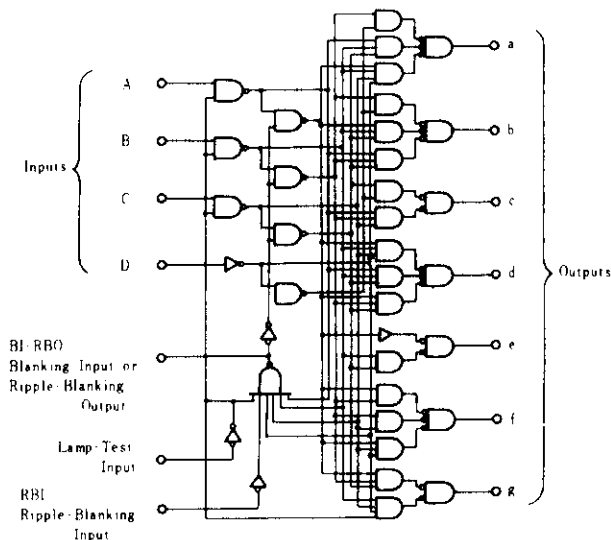 Inputs
A
B
C
D
BI·RBO
Blanking Input or
Ripple-Blanking
Output
Lamp-Test
Input
RBI
Ripple-Blanking
Input
a
b
c
d
e
f
g
Outputs